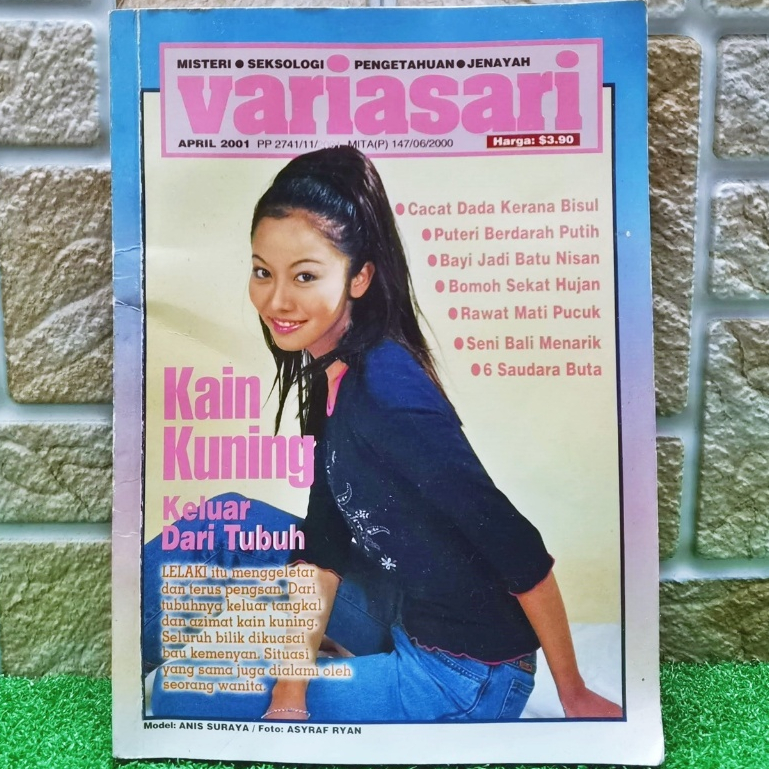 MISTERI ● SEKSOLOGI PENGETAHUAN ● JENAYAH
variasari
APRIL 2001 PP 2741/11/ MITA(P) 147/06/2000 Harga: $3.90
● Cacat Dada Kerana Bisul
● Puteri Berdarah Putih
● Bayi Jadi Batu Nisan
● Bomoh Sekat Hujan
● Rawat Mati Pucuk
● Seni Bali Menarik
● 6 Saudara Buta
Kain
Kuning
Keluar
Dari Tubuh
LELAKI itu menggeletar
dan terus pengsan. Dari
tubuhnya keluar tangkal
dan azimat kain kuning.
Seluruh bilik dikuasai
bau kemenyan. Situasi
yang sama juga dialami oleh
seorang wanita.
Model: ANIS SURAYA / Foto: ASYRAF RYAN